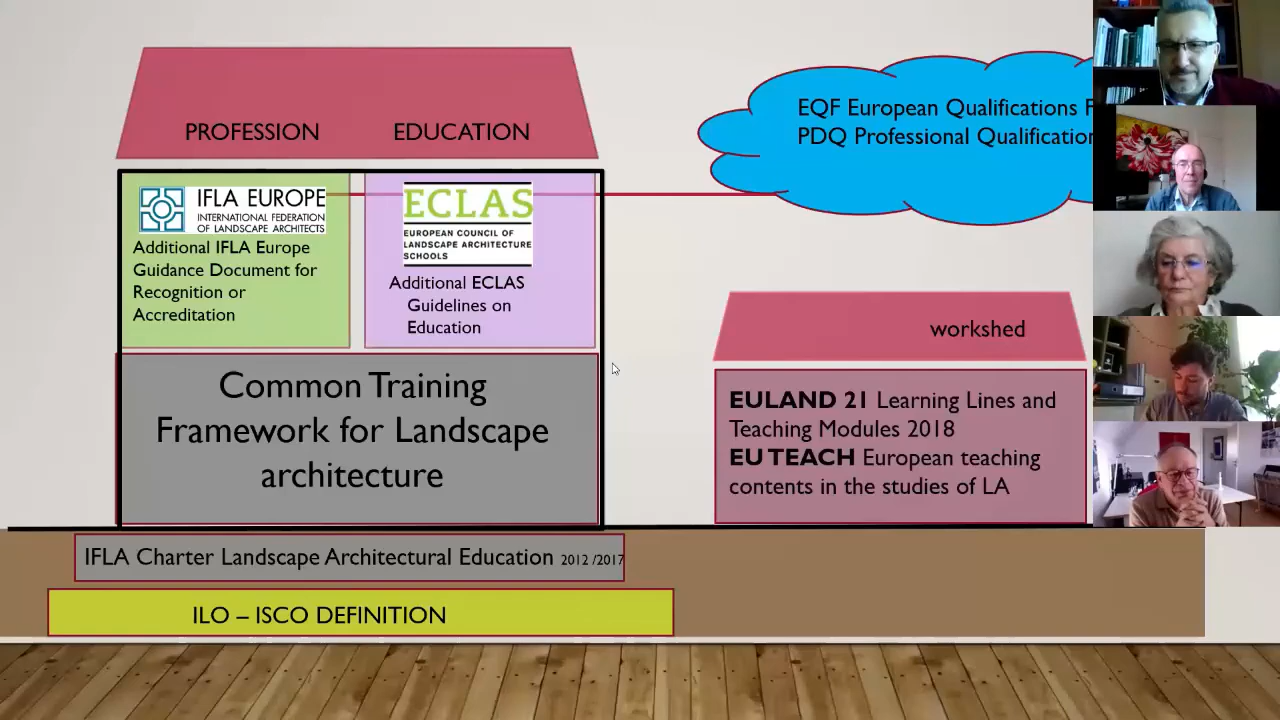 PROFESSION
EDUCATION
EQF European Qualifications
PDQ Professional Qualification
IFLA EUROPE
INTERNATIONAL FEDERATION
OF LANDSCAPE ARCHITECTS
Additional IFLA Europe
Guidance Document for
Recognition or
Accreditation
ECLAS
EUROPEAN COUNCIL OF
LANDSCAPE ARCHITECTURE
SCHOOLS
Additional ECLAS
Guidelines on
Education
Common Training
Framework for Landscape
architecture
workshed
EULAND 21 Learning Lines and
Teaching Modules 2018
EU TEACH European teaching
contents in the studies of LA
IFLA Charter Landscape Architectural Education 2012 /2017
ILO – ISCO DEFINITION